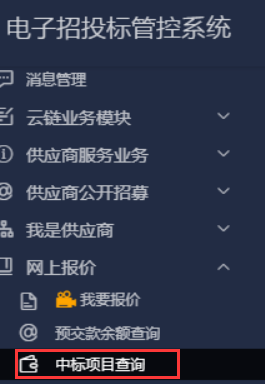 电子招投标管控系统
消息管理
云链业务模块
供应商服务业务
供应商公开招募
我是供应商
网上报价
我要报价
预交款余额查询
中标项目查询